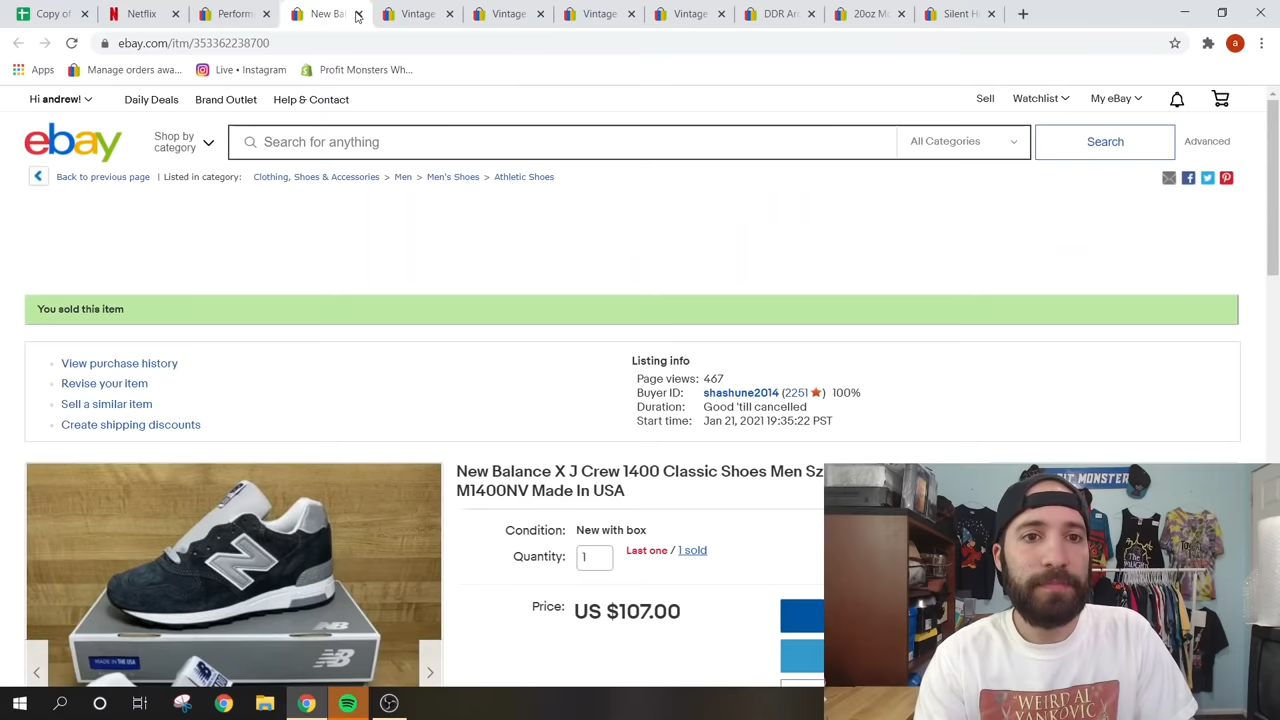 Copy of
Netflix
Perform
New Bal
Vintage
Vintage
Vintage
Vintage
DDR Ar
20oz M
Silent H
ebay.com/itm/353362238700
a
Apps
Manage orders awa...
Live • Instagram
Profit Monsters Wh...
Hi andrew!
Daily Deals
Brand Outlet
Help & Contact
Sell
Watchlist
My eBay
ebay
Shop by
category
Search for anything
All Categories
Search
Advanced
Back to previous page | Listed in category: Clothing, Shoes & Accessories > Men > Men's Shoes > Athletic Shoes
You sold this item
View purchase history
Revise your item
Sell a similar item
Create shipping discounts
Listing info
Page views: 467
Buyer ID: shashune2014 (2251 ) 100%
Duration: Good 'till cancelled
Start time: Jan 21, 2021 19:35:22 PST
New Balance X J Crew 1400 Classic Shoes Men Sz
M1400NV Made In USA
Condition: New with box
Quantity: 1
Last one / 1 sold
Price: US $107.00
N
NB
MADE IN THE USA
NB
"WEIRD AL"
YANKOVIC